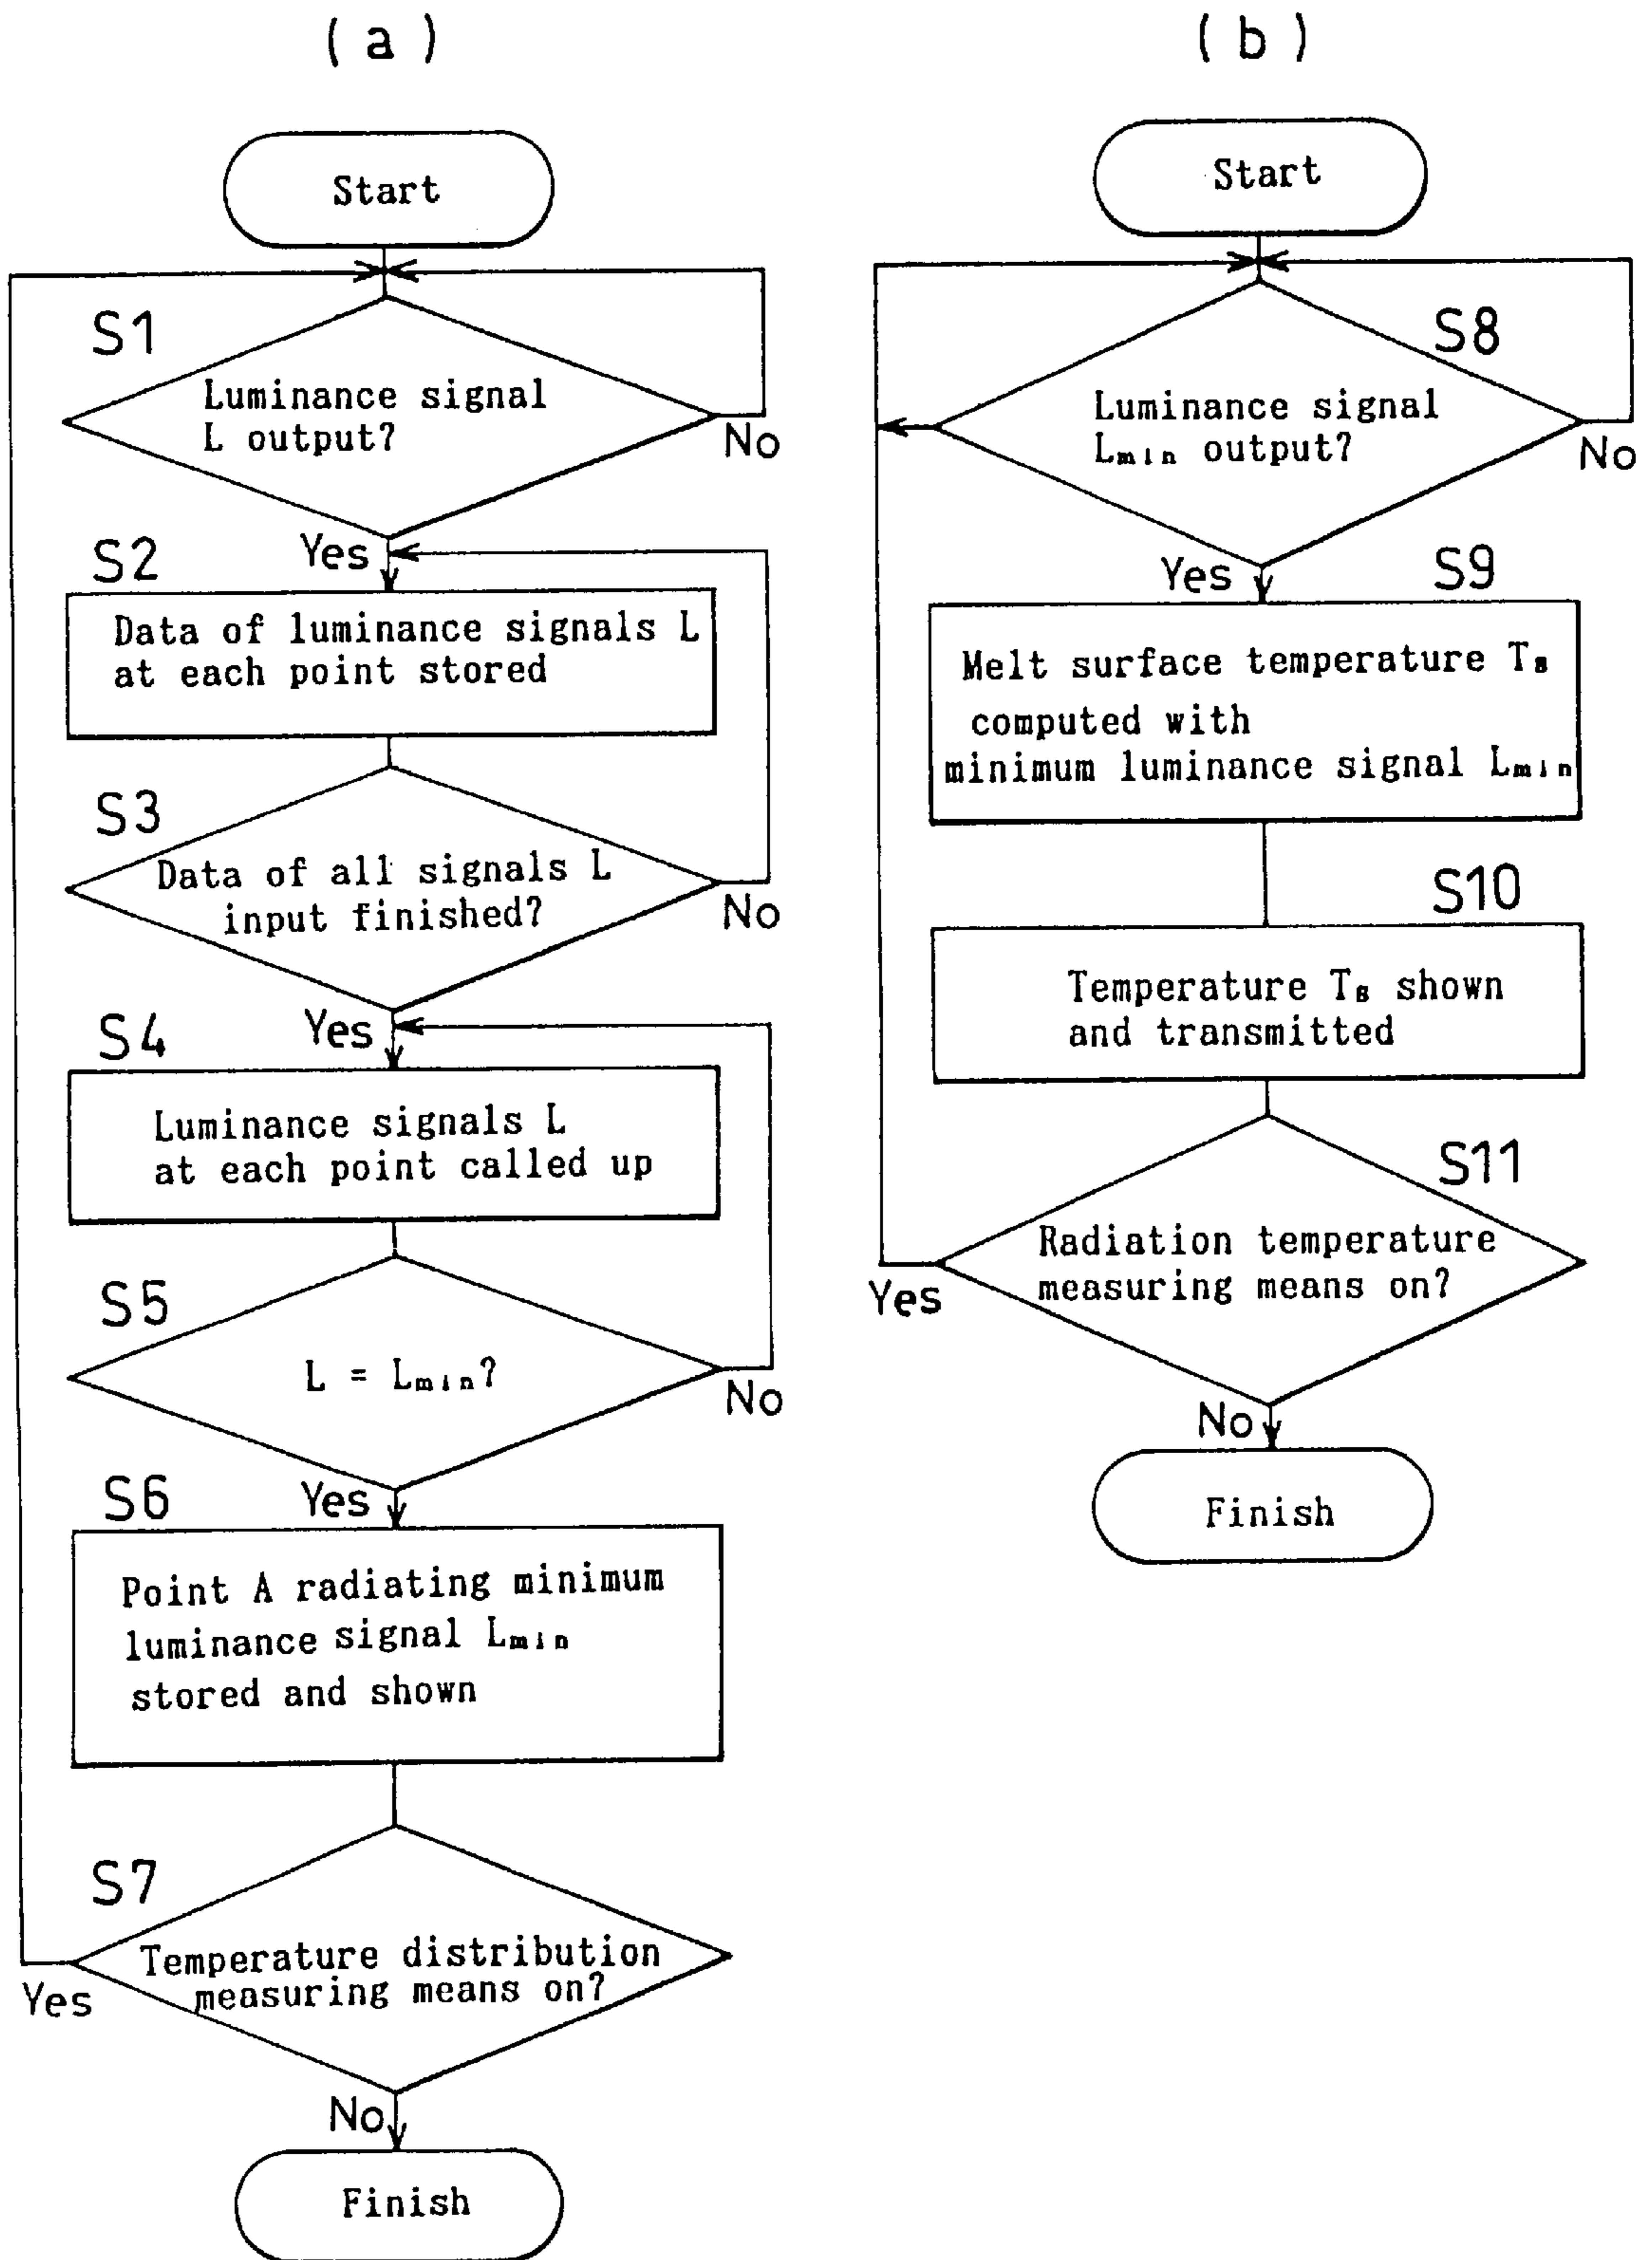 (a)
Start
S1
Luminance signal
L output?
No
Yes
S2
Data of luminance signals L
at each point stored
S3
Data of all signals L
input finished?
No
Yes
S4
Luminance signals L
at each point called up
S5
L = Lmin?
No
Yes
S6
Point A radiating minimum
luminance signal Lmin
stored and shown
S7
Temperature distribution
measuring means on?
Yes
No
Finish
(b)
Start
S8
Luminance signal
Lmin output?
No
Yes
S9
Melt surface temperature Ts
computed with
minimum luminance signal Lmin
S10
Temperature Ts shown
and transmitted
S11
Radiation temperature
measuring means on?
Yes
No
Finish